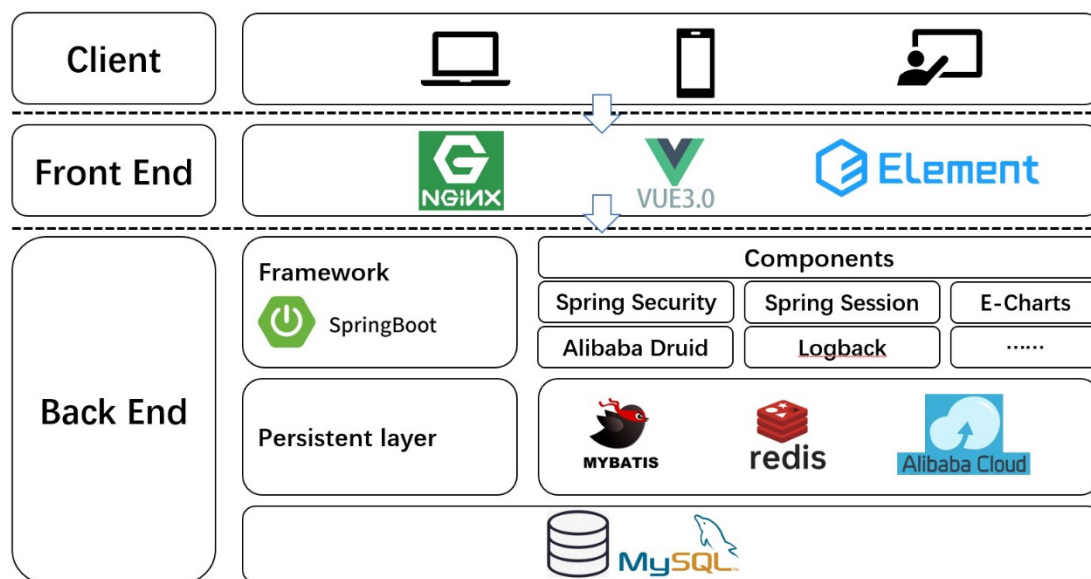 Client
Front End
NGiNX
VUE3.0
Element
Back End
Framework
SpringBoot
Components
Spring Security
Spring Session
E-Charts
Alibaba Druid
Logback
......
Persistent layer
MYBATIS
redis
Alibaba Cloud
MySQL™